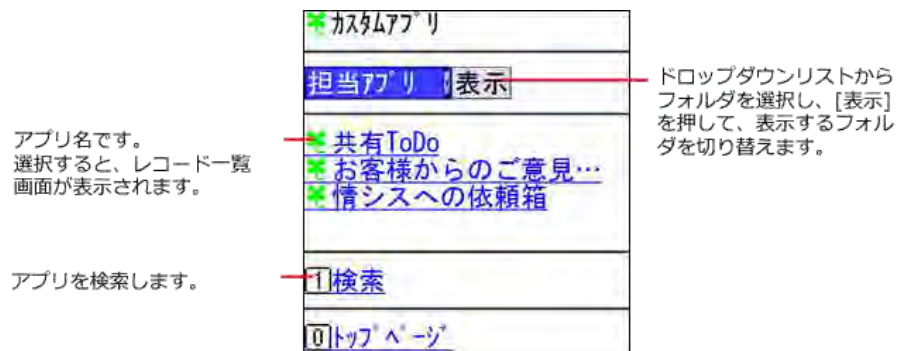 カスタムアプリ
担当アプリ 表示
ドロップダウンリストから
フォルダを選択し、[表示]
を押して、表示するフォル
ダを切り替えます。
アプリ名です。
選択すると、レコード一覧
画面が表示されます。
共有ToDo
お客様からのご意見…
情シスへの依頼箱
アプリを検索します。
1検索
0トップページ